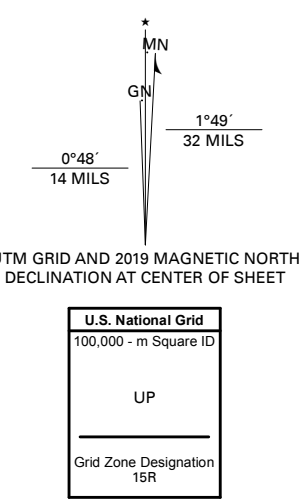 ★
MN
GN
1°49´
32 MILS
0°48´
14 MILS
UTM GRID AND 2019 MAGNETIC NORTH
DECLINATION AT CENTER OF SHEET
U.S. National Grid
100,000 - m Square ID
UP
Grid Zone Designation
15R